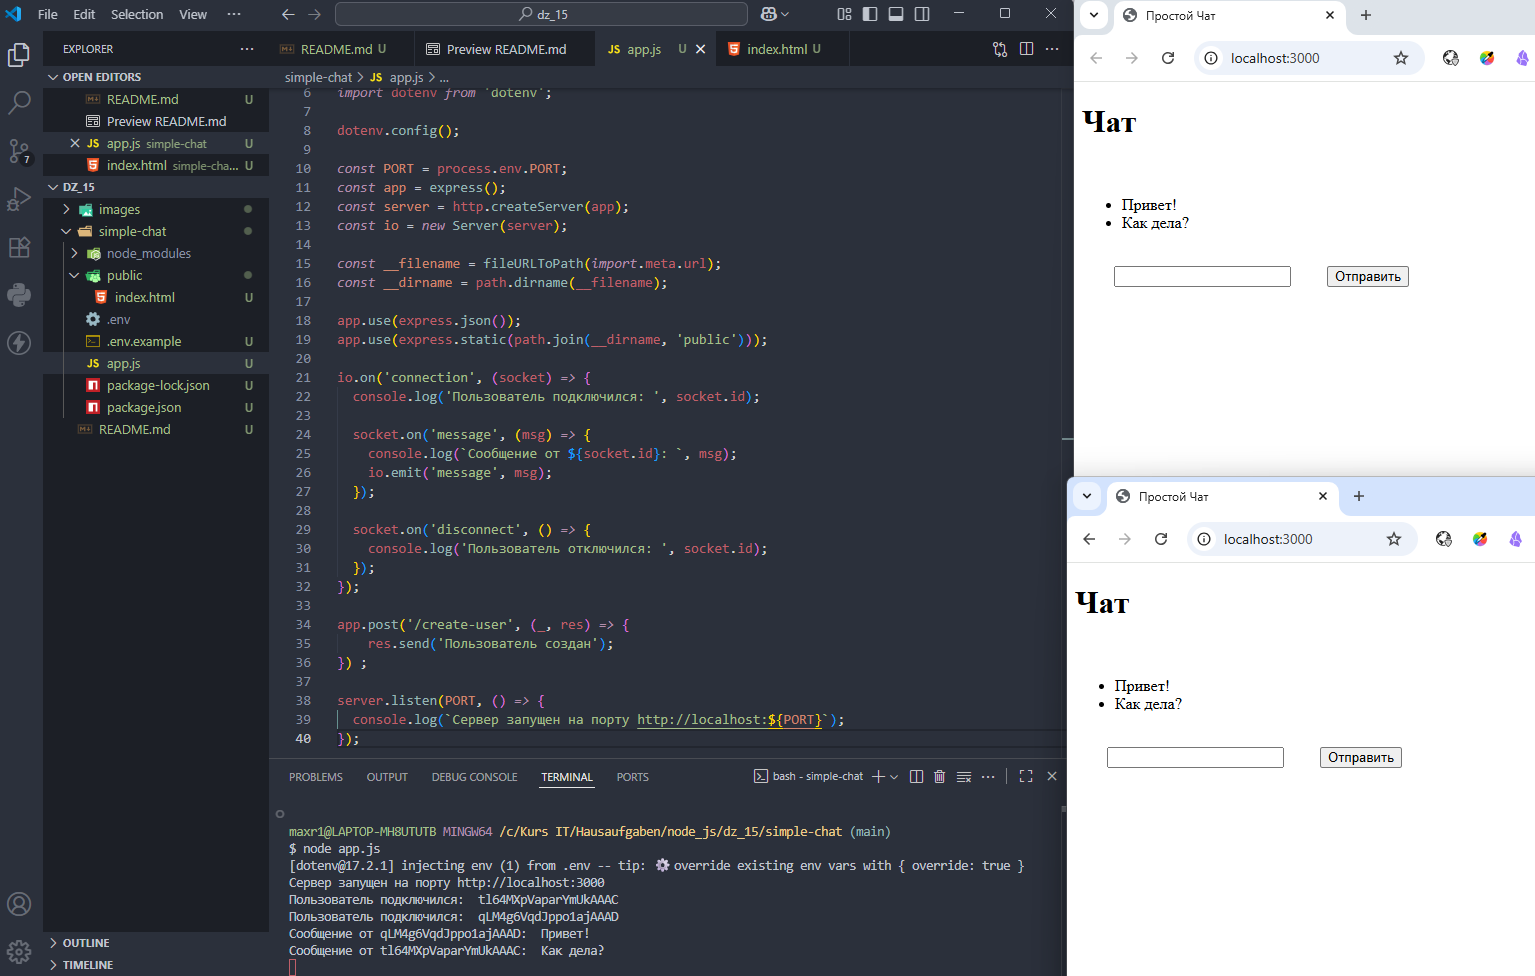 File Edit Selection View ··· dz_15
EXPLORER ···
OPEN EDITORS
README.md U
Preview README.md
app.js simple-chat U
index.html simple-cha... U
DZ_15
images
simple-chat
node_modules
public
index.html U
.env
.env.example U
app.js U
package-lock.json U
package.json U
README.md U
OUTLINE
TIMELINE
7
README.md U Preview README.md app.js U index.html U
simple-chat > JS app.js > ...
6 import dotenv from 'dotenv';
7
8 dotenv.config();
9
10 const PORT = process.env.PORT;
11 const app = express();
12 const server = http.createServer(app);
13 const io = new Server(server);
14
15 const __filename = fileURLToPath(import.meta.url);
16 const __dirname = path.dirname(__filename);
17
18 app.use(express.json());
19 app.use(express.static(path.join(__dirname, 'public')));
20
21 io.on('connection', (socket) => {
22 console.log('Пользователь подключился: ', socket.id);
23
24 socket.on('message', (msg) => {
25 console.log(`Сообщение от ${socket.id}: `, msg);
26 io.emit('message', msg);
27 });
28
29 socket.on('disconnect', () => {
30 console.log('Пользователь отключился: ', socket.id);
31 });
32 });
33
34 app.post('/create-user', (_, res) => {
35 res.send('Пользователь создан');
36 }) ;
37
38 server.listen(PORT, () => {
39 console.log(`Сервер запущен на порту http://localhost:${PORT}`);
40 });
PROBLEMS OUTPUT DEBUG CONSOLE TERMINAL PORTS bash - simple-chat
maxr1@LAPTOP-MH8UTUTB MINGW64 /c/Kurs IT/Hausaufgaben/node_js/dz_15/simple-chat (main)
$ node app.js
[dotenv@17.2.1] injecting env (1) from .env -- tip: ⚙ override existing env vars with { override: true }
Сервер запущен на порту http://localhost:3000
Пользователь подключился: tl64MXpVaparYmUkAAAC
Пользователь подключился: qLM4g6VqdJppo1ajAAAD
Сообщение от qLM4g6VqdJppo1ajAAAD: Привет!
Сообщение от tl64MXpVaparYmUkAAAC: Как дела?
Простой Чат
localhost:3000
Чат
Привет!
Как дела?
Отправить
Простой Чат
localhost:3000
Чат
Привет!
Как дела?
Отправить